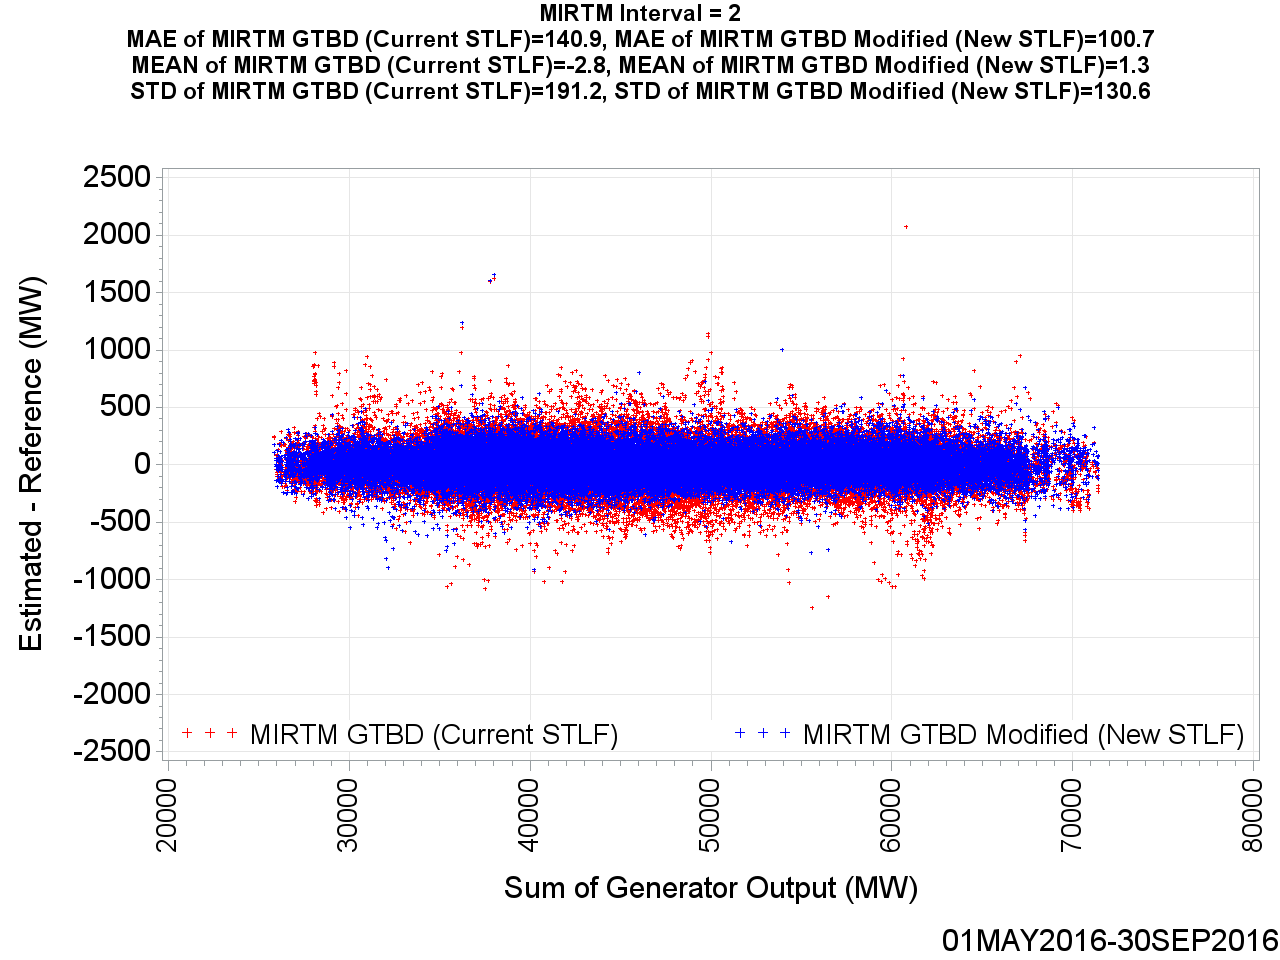 MIRTM Interval = 2
MAE of MIRTM GTBD (Current STLF)=140.9, MAE of MIRTM GTBD Modified (New STLF)=100.7
MEAN of MIRTM GTBD (Current STLF)=-2.8, MEAN of MIRTM GTBD Modified (New STLF)=1.3
STD of MIRTM GTBD (Current STLF)=191.2, STD of MIRTM GTBD Modified (New STLF)=130.6
Estimated - Reference (MW)
2500
2000
1500
1000
500
0
-500
-1000
-1500
-2000
-2500
MIRTM GTBD (Current STLF)
MIRTM GTBD Modified (New STLF)
20000
30000
40000
50000
60000
70000
80000
Sum of Generator Output (MW)
01MAY2016-30SEP2016